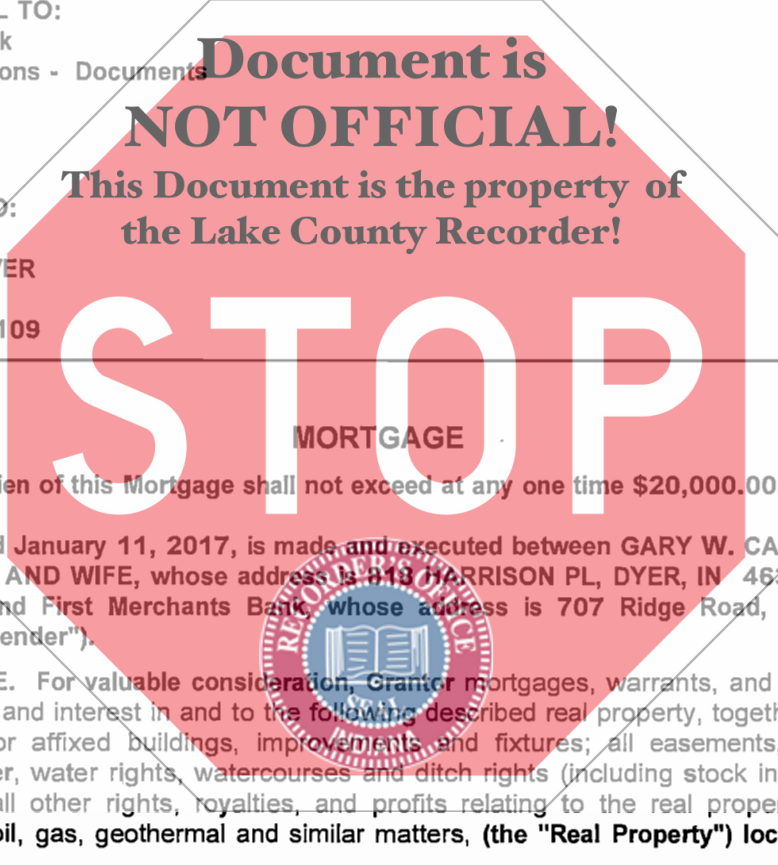 L TO:
k
ons - Documents
Document is
NOT OFFICIAL!
This Document is the property of
the Lake County Recorder!
O:
'ER
109
STOP
MORTGAGE
ien of this Mortgage shall not exceed at any one time $20,000.00
d January 11, 2017, is made and executed between GARY W. CA
AND WIFE, whose address is 818 HARRISON PL, DYER, IN 463
nd First Merchants Bank, whose address is 707 Ridge Road,
ender").
RECORDER'S OFFICE
SEAL
INDIANA
E. For valuable consideration, Grantor mortgages, warrants, and
and interest in and to the following described real property, togeth
or affixed buildings, improvements and fixtures; all easements,
er, water rights, watercourses and ditch rights (including stock in
all other rights, royalties, and profits relating to the real proper
oil, gas, geothermal and similar matters, (the "Real Property") loc